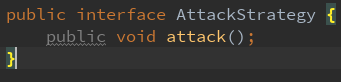 public interface AttackStrategy {
    public void attack();
}